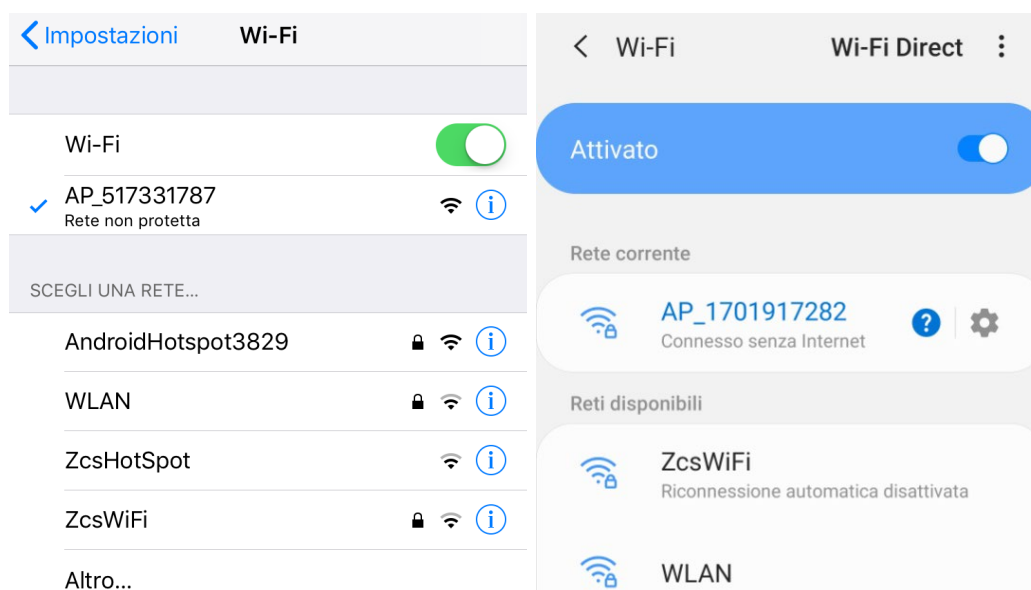 Impostazioni Wi-Fi
Wi-Fi
AP_517331787
Rete non protetta
SCEGLI UNA RETE...
AndroidHotspot3829
WLAN
ZcsHotSpot
ZcsWiFi
Altro...
Wi-Fi Wi-Fi Direct
Attivato
Rete corrente
AP_1701917282
Connesso senza Internet
Reti disponibili
ZcsWiFi
Riconnessione automatica disattivata
WLAN